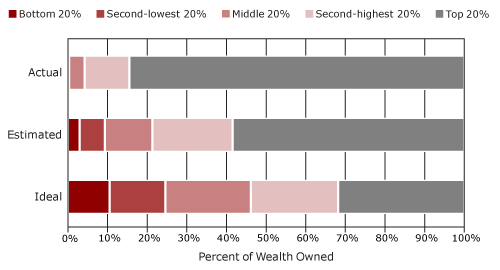 Bottom 20% Second-lowest 20% Middle 20% Second-highest 20% Top 20%
Actual
Estimated
Ideal
0% 10% 20% 30% 40% 50% 60% 70% 80% 90% 100%
Percent of Wealth Owned